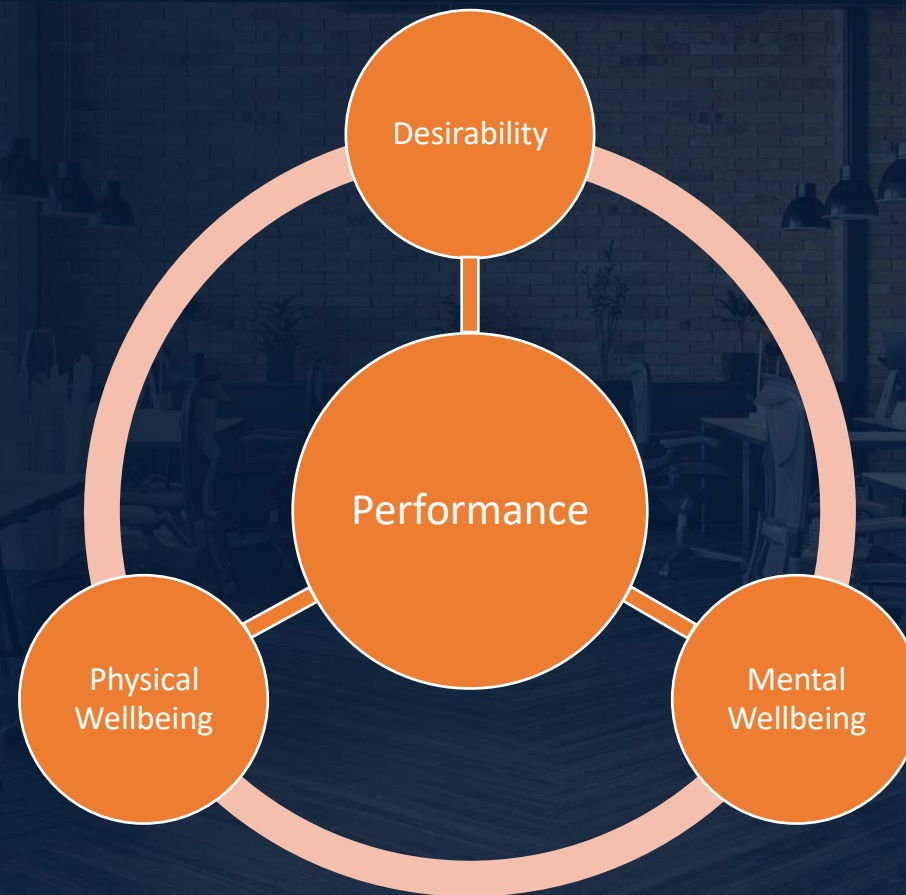 Desirability
Performance
Physical
Wellbeing
Mental
Wellbeing